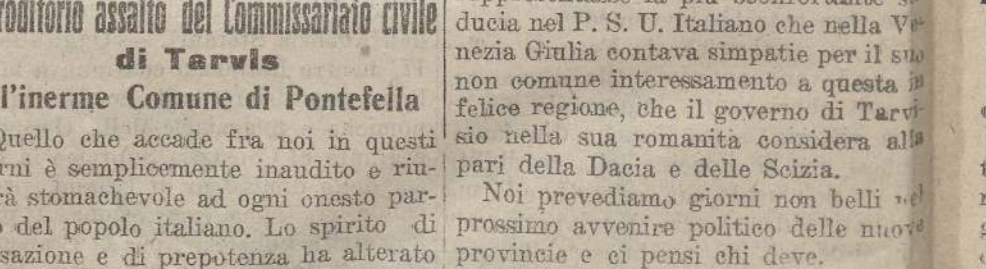 assalto del Commissariato civile
di Tarvis
l'inerme Comune di Pontefella
Quello che accade fra noi in questi
rni è semplicemente inaudito e riu-
rà stomachevole ad ogni onesto par-
del popolo italiano. Lo spirito di
sazione e di prepotenza ha alterato
ducia nel P. S. U. Italiano che nella Ve-
nezia Giulia contava simpatie per il suo
non comune interessamento a questa in
felice regione, che il governo di Tarvi-
sio nella sua romanità considera alla
pari della Dacia e delle Scizia.
Noi prevediamo giorni non belli nel
prossimo avvenire politico delle nuove
provincie e ci pensi chi deve.